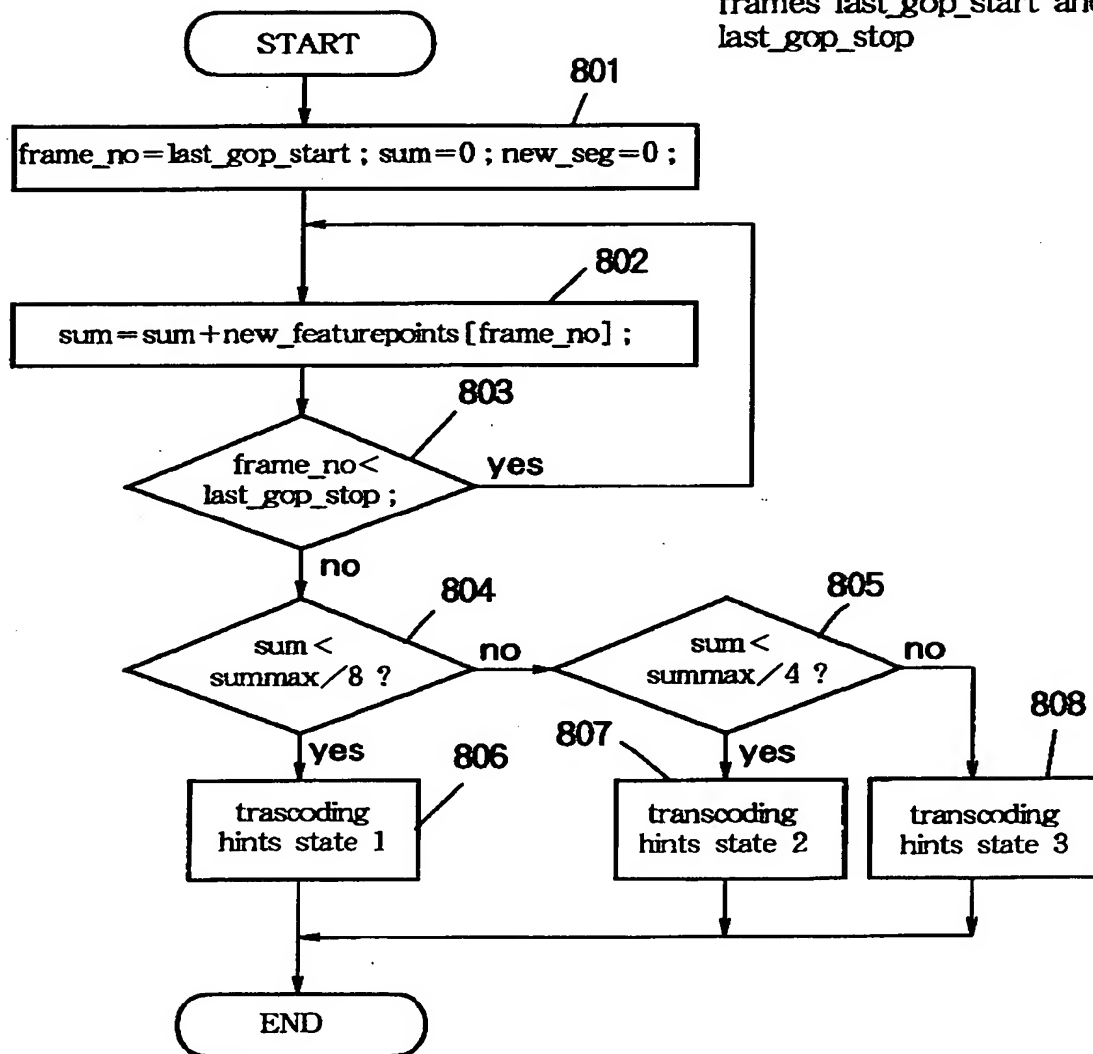 frames last_gop_start and
last_gop_stop
START
801
frame_no=last_gop_start ; sum=0 ; new_seg=0 ;
802
sum=sum+new_featurepoints[frame_no] ;
803
frame_no<
last_gop_stop ;
yes
no
804
sum<
summax/8 ?
no
805
sum<
summax/4 ?
no
yes
806
trascoding
hints state 1
807
yes
transcoding
hints state 2
808
transcoding
hints state 3
END